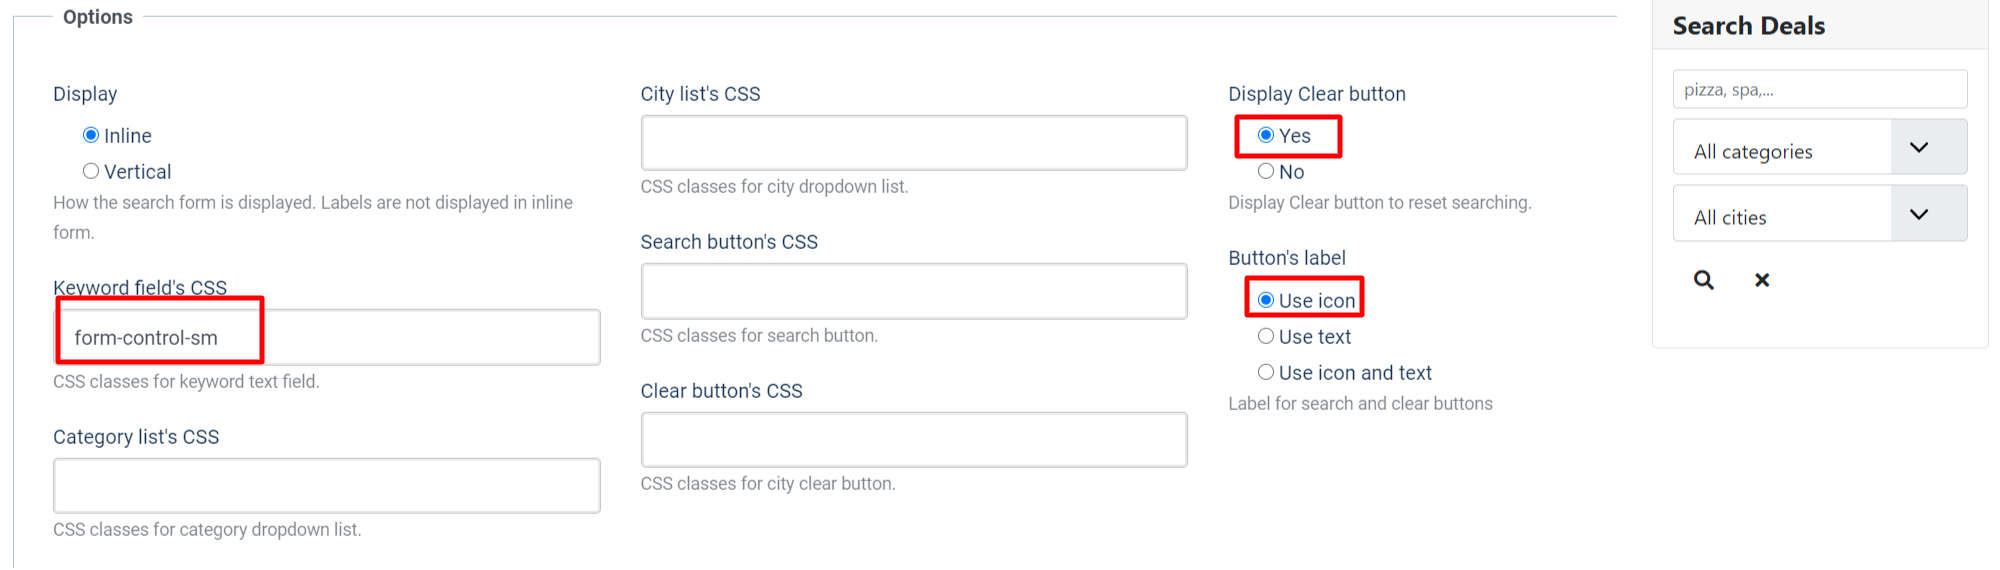 Options
Display
Inline
Vertical
How the search form is displayed. Labels are not displayed in inline
form.
Keyword field's CSS
form-control-sm
CSS classes for keyword text field.
Category list's CSS
CSS classes for category dropdown list.
City list's CSS
CSS classes for city dropdown list.
Search button's CSS
CSS classes for search button.
Clear button's CSS
CSS classes for city clear button.
Display Clear button
Yes
No
Display Clear button to reset searching.
Button's label
Use icon
Use text
Use icon and text
Label for search and clear buttons
Search Deals
pizza, spa,...
All categories
All cities